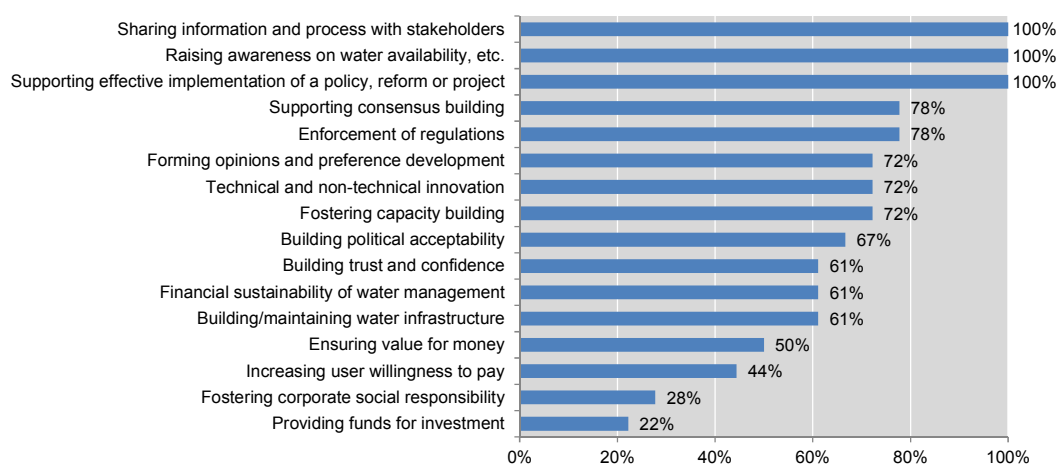 Sharing information and process with stakeholders 100%
Raising awareness on water availability, etc. 100%
Supporting effective implementation of a policy, reform or project 100%
Supporting consensus building 78%
Enforcement of regulations 78%
Forming opinions and preference development 72%
Technical and non-technical innovation 72%
Fostering capacity building 72%
Building political acceptability 67%
Building trust and confidence 61%
Financial sustainability of water management 61%
Building/maintaining water infrastructure 61%
Ensuring value for money 50%
Increasing user willingness to pay 44%
Fostering corporate social responsibility 28%
Providing funds for investment 22%
0% 20% 40% 60% 80% 100%